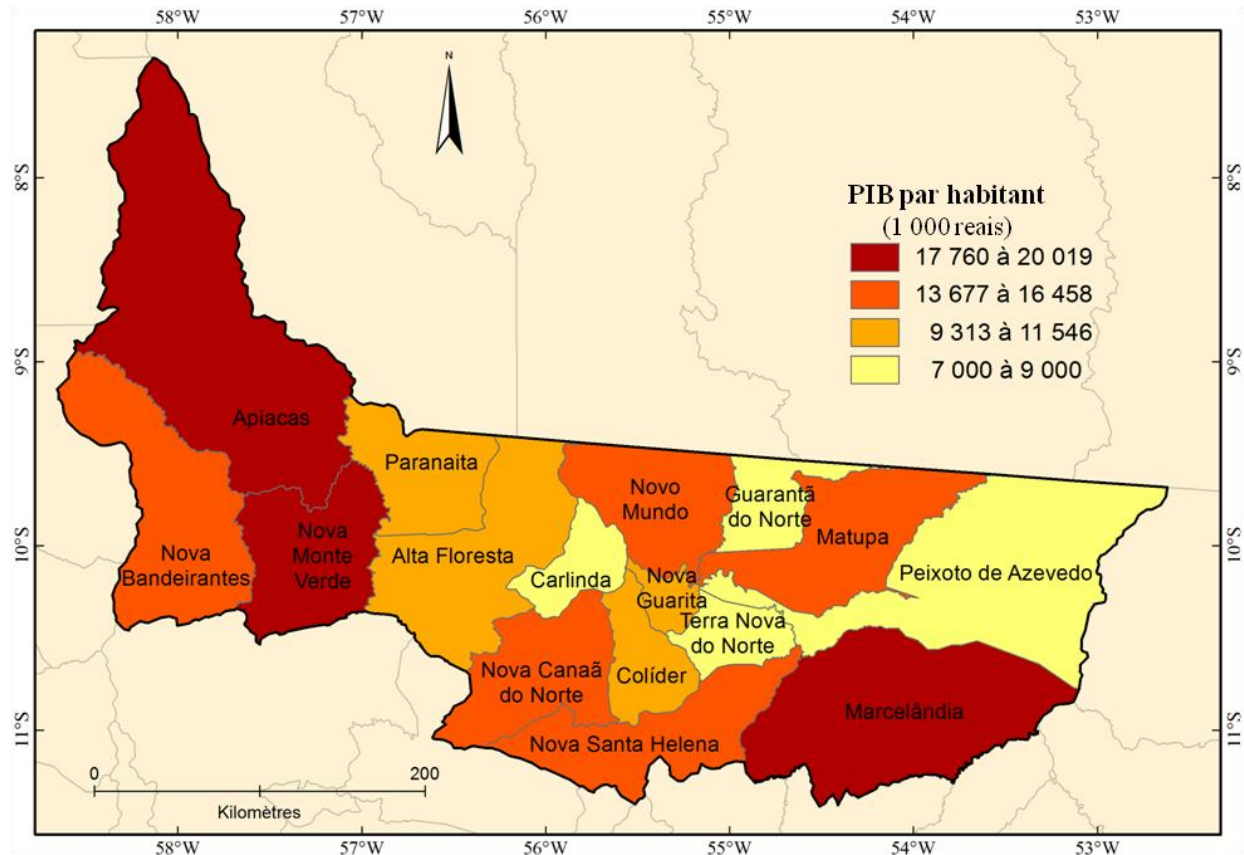 58°W 57°W 56°W 55°W 54°W 53°W
N
8°S 8°S
PIB par habitant
(1 000 reais)
17 760 à 20 019
13 677 à 16 458
9 313 à 11 546
7 000 à 9 000
9°S 9°S
Apiacas
Paranaita
Novo
Mundo
Guarantã
do Norte
Matupa
10°S 10°S
Nova
Bandeirantes
Nova
Monte
Verde
Alta Floresta
Carlinda
Nova
Guarita
Peixoto de Azevedo
Terra Nova
do Norte
Nova Canaã
do Norte
Colíder
Marcelândia
11°S 11°S
Nova Santa Helena
0 200
Kilomètres
58°W 57°W 56°W 55°W 54°W 53°W